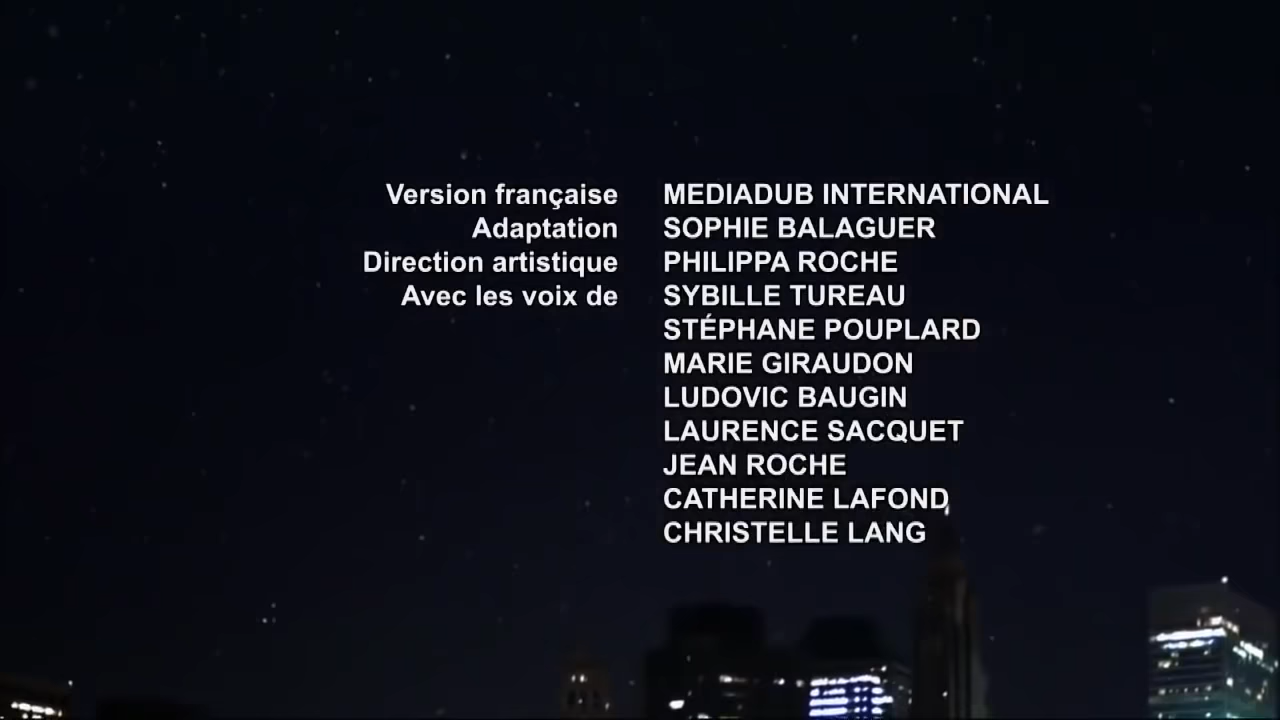 Version française MEDIADUB INTERNATIONAL
Adaptation SOPHIE BALAGUER
Direction artistique PHILIPPA ROCHE
Avec les voix de SYBILLE TUREAU
STÉPHANE POUPLARD
MARIE GIRAUDON
LUDOVIC BAUGIN
LAURENCE SACQUET
JEAN ROCHE
CATHERINE LAFOND
CHRISTELLE LANG